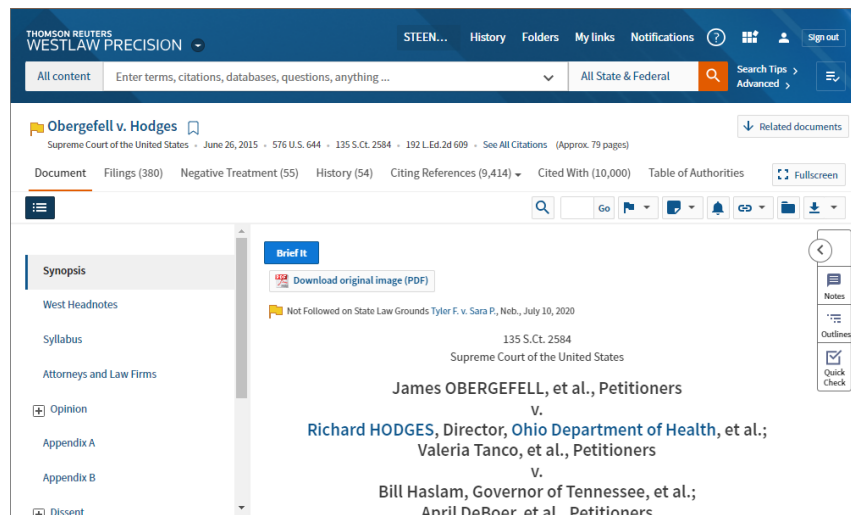 THOMSON REUTERS
WESTLAW PRECISION
STEEN... History Folders My links Notifications ? Sign out
All content Enter terms, citations, databases, questions, anything ... All State & Federal Search Tips >
Advanced >
Obergefell v. Hodges Related documents
Supreme Court of the United States - June 26, 2015 - 576 U.S. 644 - 135 S.Ct. 2584 - 192 L.Ed.2d 609 - See All Citations (Approx. 79 pages)
Document Filings (380) Negative Treatment (55) History (54) Citing References (9,414) Cited With (10,000) Table of Authorities Fullscreen
Go
Brief It
Synopsis
PDF Download original image (PDF)
Notes
West Headnotes
Not Followed on State Law Grounds Tyler F. v. Sara P., Neb., July 10, 2020
Outlines
Syllabus
135 S.Ct. 2584
Supreme Court of the United States
Quick
Check
Attorneys and Law Firms
James OBERGEFELL, et al., Petitioners
v.
Opinion
Richard HODGES, Director, Ohio Department of Health, et al.;
Appendix A
Valeria Tanco, et al., Petitioners
v.
Appendix B
Bill Haslam, Governor of Tennessee, et al.;
Dissent
April DeBoer, et al., Petitioners